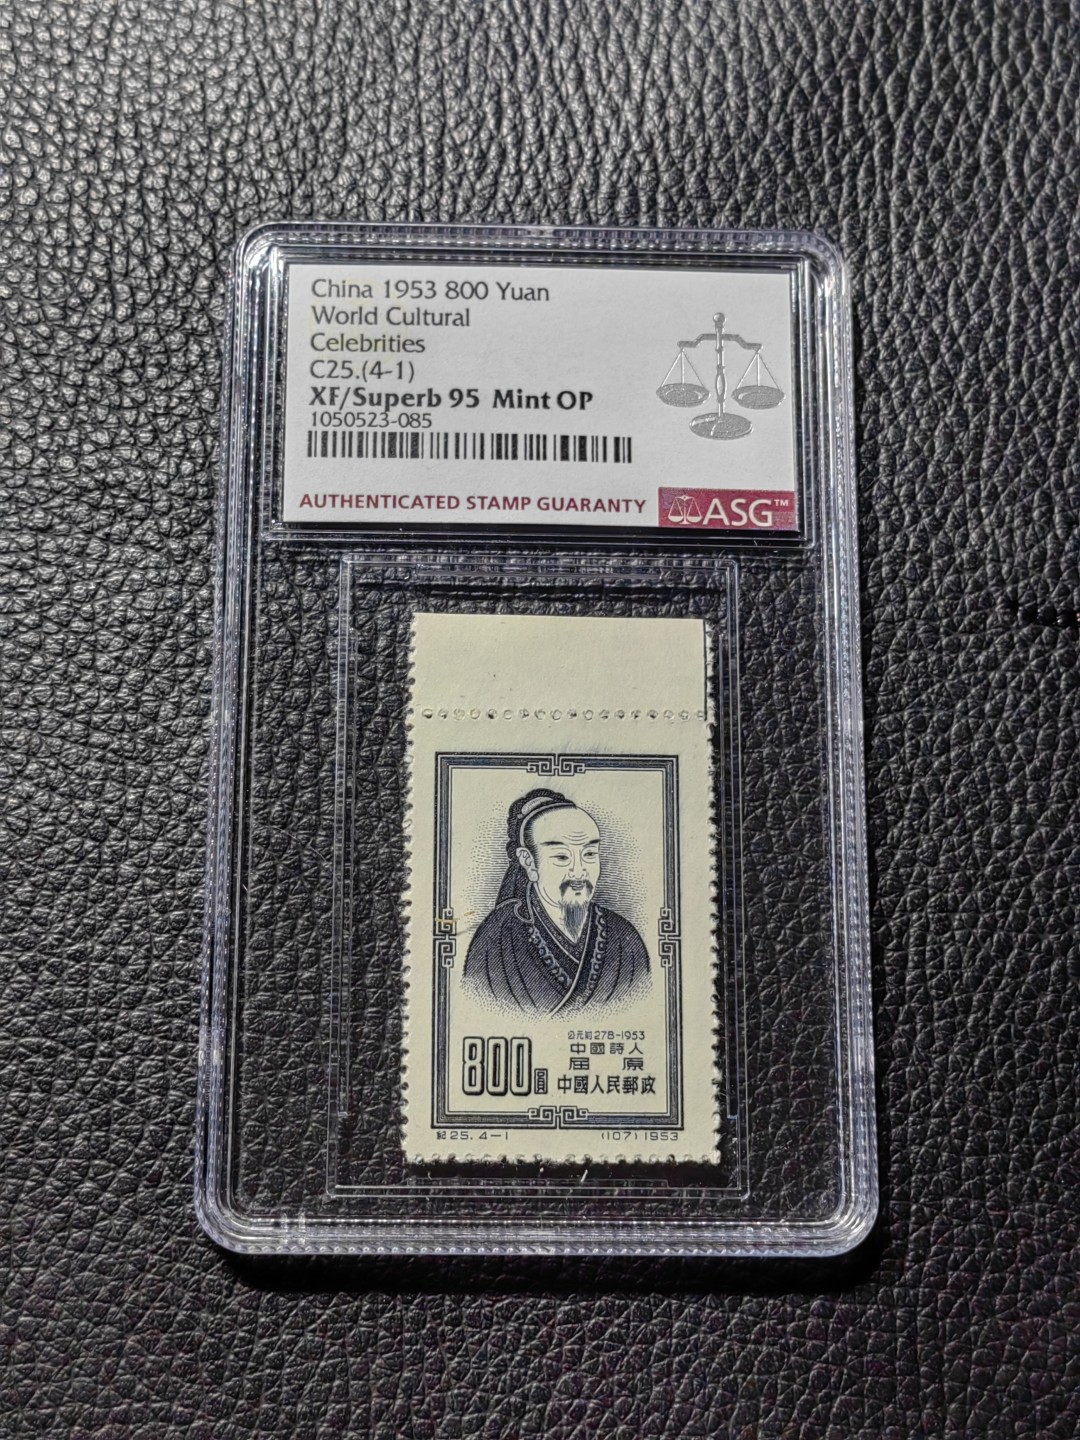 China 1953 800 Yuan
World Cultural
Celebrities
C25.(4-1)
XF/Superb 95 Mint OP
1050523-085
AUTHENTICATED STAMP GUARANTY
ASG™
公元前278-1953
中國詩人
屈原
800圓 中國人民郵政
紀25.4-1 (107)1953